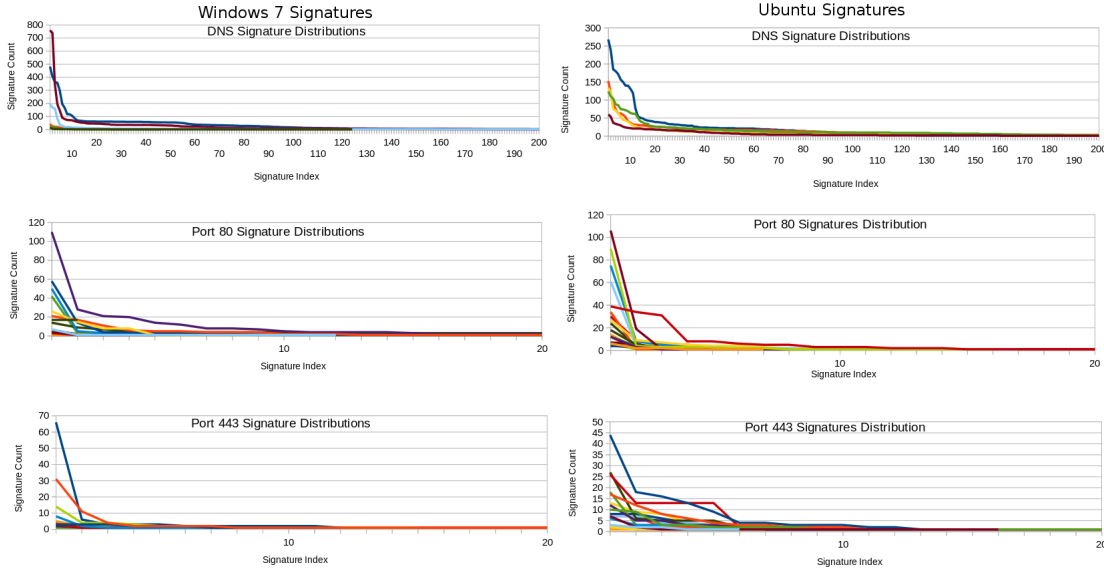 Windows 7 Signatures
DNS Signature Distributions
Signature Count
800
700
600
500
400
300
200
100
0
20 40 60 80 100 120 140 160 180 200
10 30 50 70 90 110 130 150 170 190
Signature Index
Port 80 Signature Distributions
Signature Count
120
100
80
60
40
20
0
10 20
Signature Index
Port 443 Signature Distributions
Signature Count
70
60
50
40
30
20
10
0
10 20
Signature Index
Ubuntu Signatures
DNS Signature Distributions
Signature Count
300
250
200
150
100
50
0
20 40 60 80 100 120 140 160 180 200
10 30 50 70 90 110 130 150 170 190
Signature Index
Port 80 Signatures Distribution
Signature Count
120
100
80
60
40
20
0
10 20
Signature Index
Port 443 Signatures Distribution
Signature Count
50
45
40
35
30
25
20
15
10
5
0
10 20
Signature Index